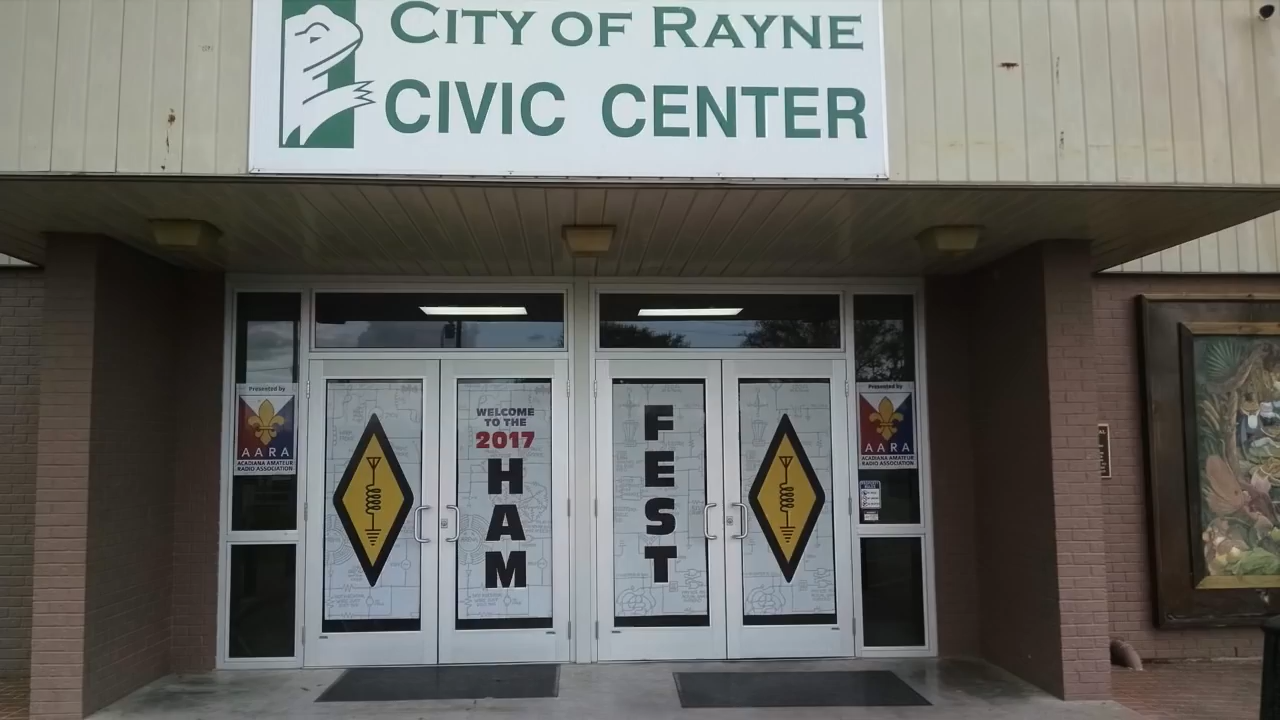 CITY OF RAYNE
CIVIC CENTER
Presented by
AARA
ACADIANA AMATEUR
RADIO ASSOCIATION
WELCOME
TO THE
2017
HAM
FEST
Presented by
AARA
ACADIANA AMATEUR
RADIO ASSOCIATION